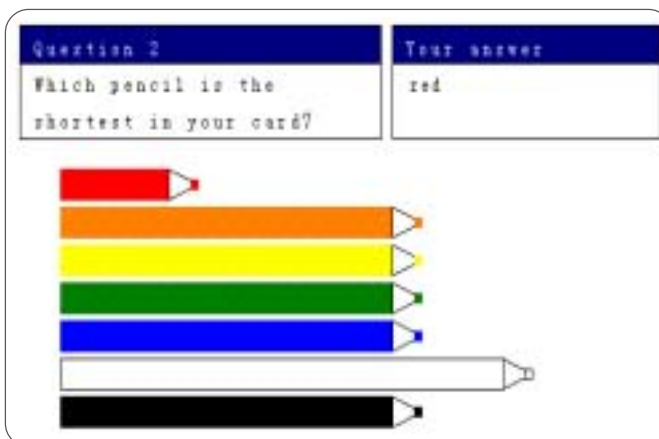 Question 2
Which pencil is the
shortest in your card?
Your answer
red